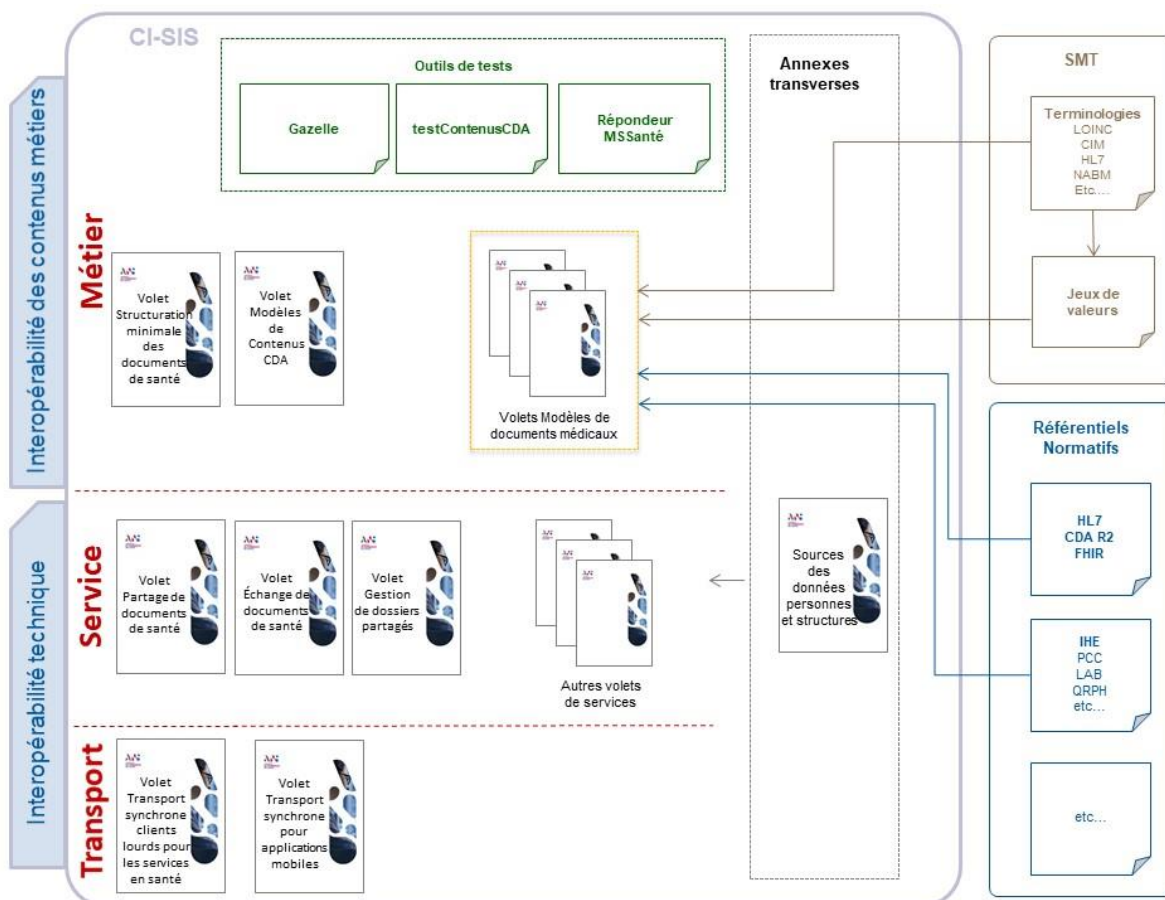 CI-SIS
Interopérabilité des contenus métiers
Interopérabilité technique
Métier
Service
Transport
Outils de tests
Gazelle
testContenusCDA
Répondeur
MSSanté
Annexes
transverses
Volet
Structuration
minimale
des
documents
de santé
Volet
Modèles
de
Contenus
CDA
Volets Modèles de
documents médicaux
Volet
Partage de
documents
de santé
Volet
Échange de
documents
de santé
Volet
Gestion
de dossiers
partagés
Autres volets
de services
Sources
des
données
personnes
et structures
Volet
Transport
synchrone
clients
lourds pour
les services
en santé
Volet
Transport
synchrone
pour
applications
mobiles
SMT
Terminologies
LOINC
CIM
HL7
NABM
Etc....
Jeux de
valeurs
Référentiels
Normatifs
HL7
CDA R2
FHIR
IHE
PCC
LAB
QRPH
etc...
etc...